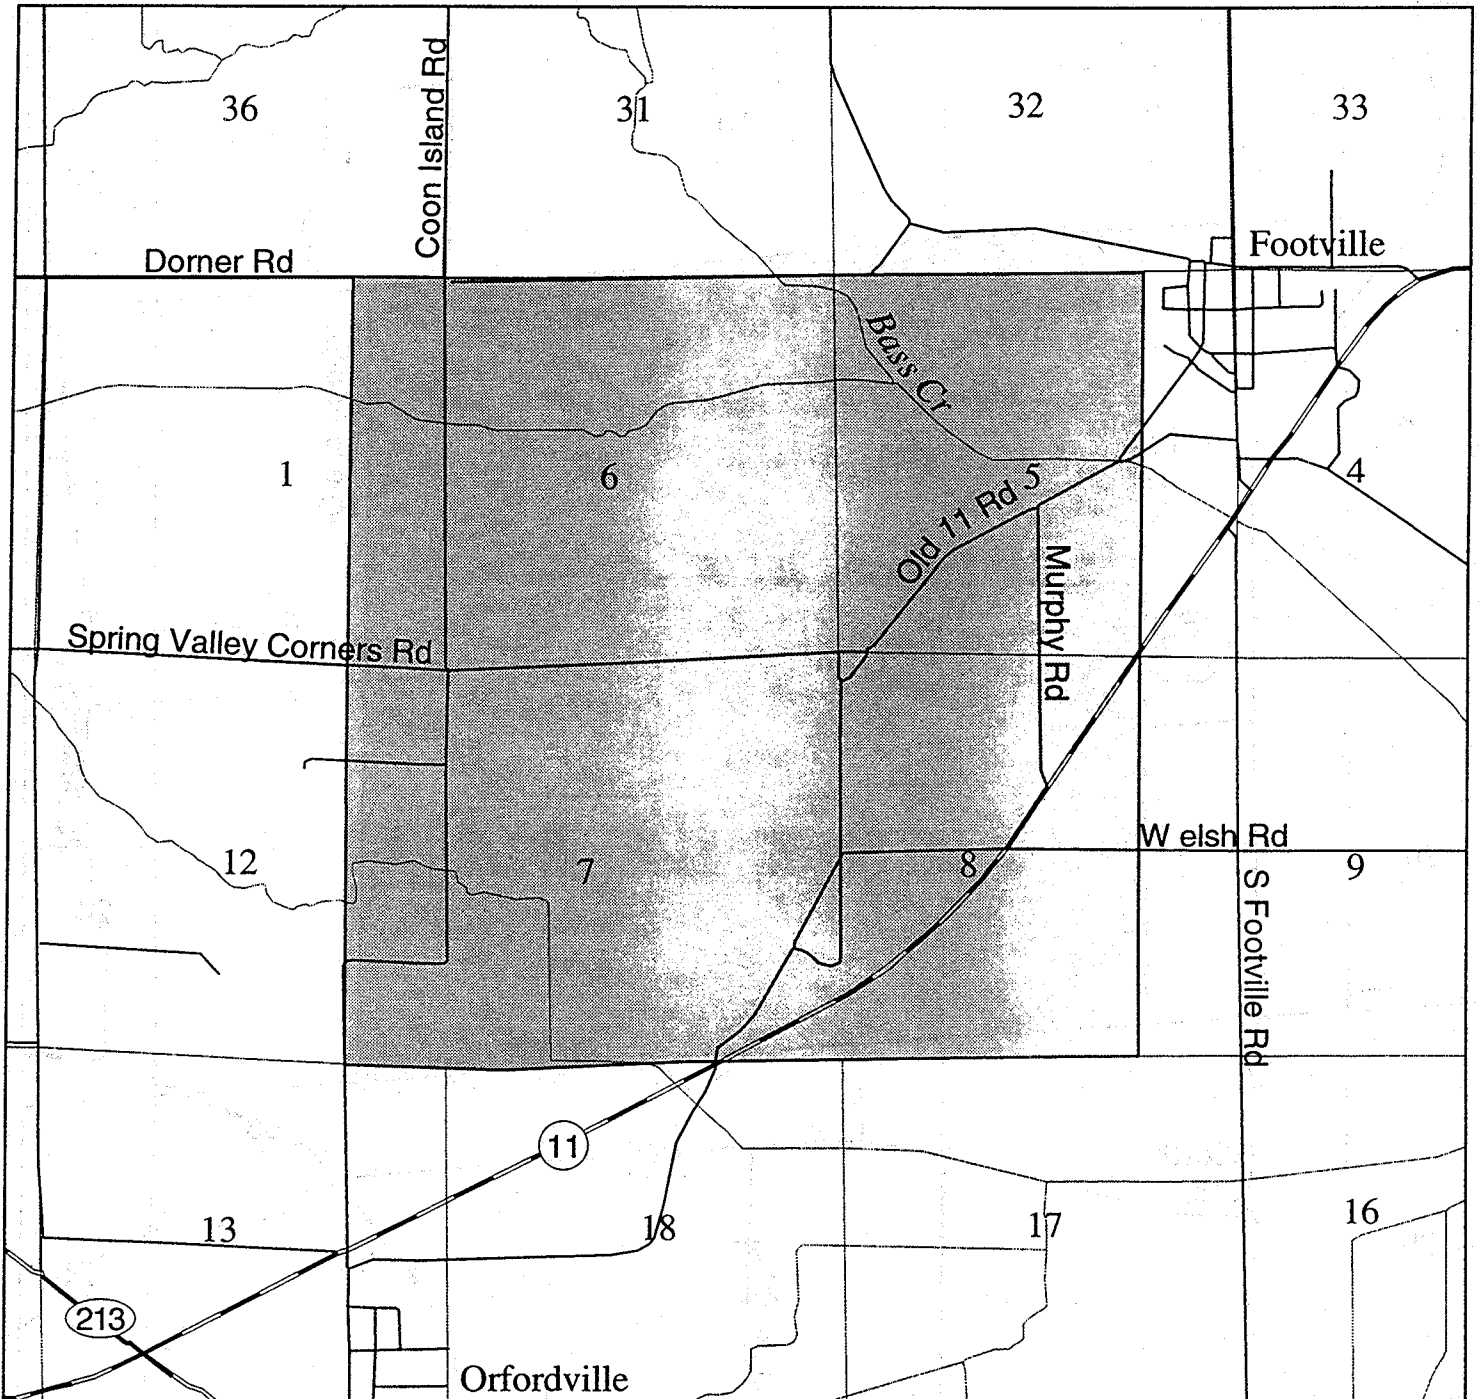 36
Coon Island Rd
31
32
33
Dorner Rd
Footville
Bass Cr
1
6
5
4
Old 11 Rd
Murphy Rd
Spring Valley Corners Rd
W elsh Rd
12
7
8
9
S Footville Rd
11
13
18
17
16
213
Orfordville